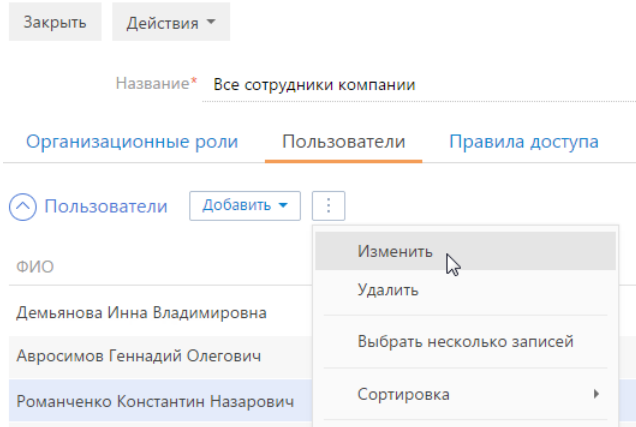 Закрыть Действия
Название* Все сотрудники компании
Организационные роли Пользователи Правила доступа
Пользователи Добавить
ФИО
Демьянова Инна Владимировна
Авросимов Геннадий Олегович
Романченко Константин Назарович
Изменить
Удалить
Выбрать несколько записей
Сортировка